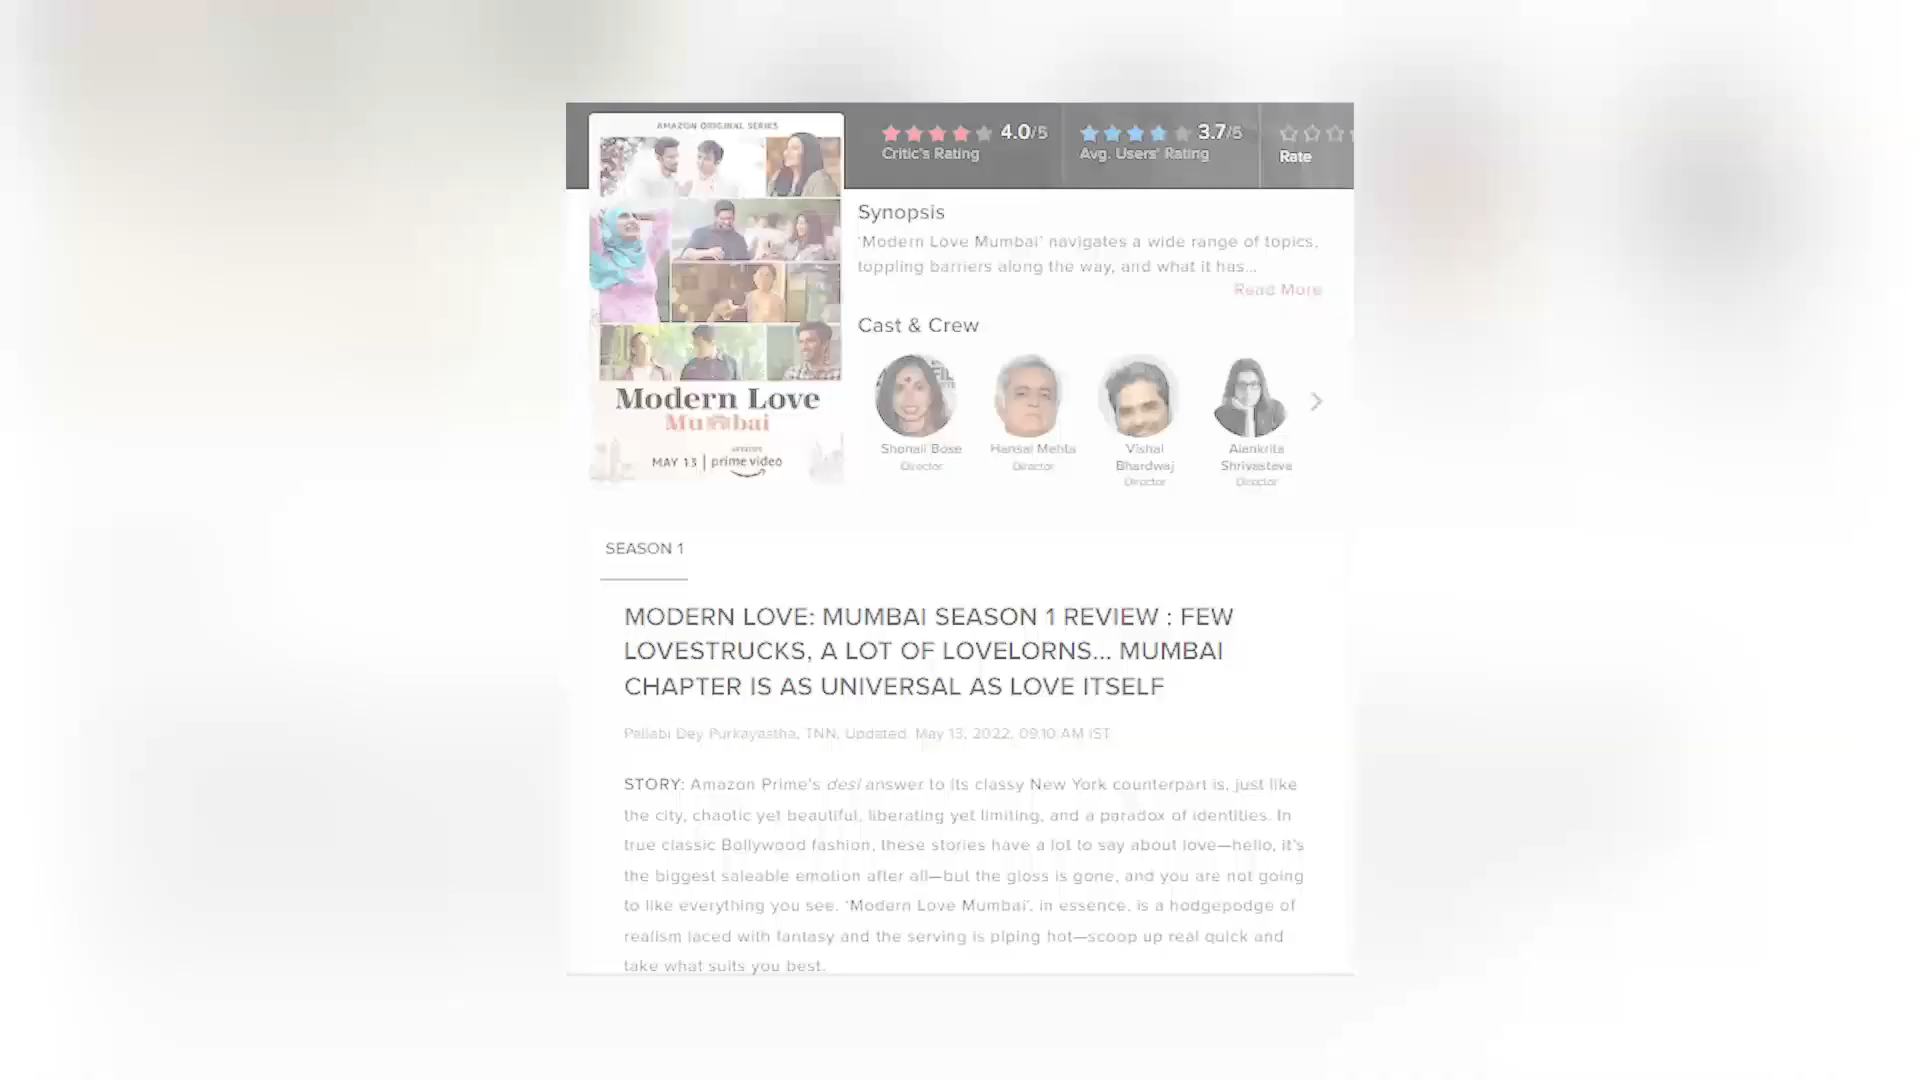 AMAZON ORIGINAL SERIES
Modern Love
Mumbai
MAY 13 | amazon prime video
4.0/5
Critic's Rating
3.7/5
Avg. Users' Rating
Rate
Synopsis
'Modern Love Mumbai' navigates a wide range of topics,
toppling barriers along the way, and what it has...
Read More
Cast & Crew
Shonali Bose
Director
Hansal Mehta
Director
Vishal
Bhardwaj
Director
Alankrita
Shrivastava
Director
SEASON 1
MODERN LOVE: MUMBAI SEASON 1 REVIEW : FEW
LOVESTRUCKS, A LOT OF LOVELORNS... MUMBAI
CHAPTER IS AS UNIVERSAL AS LOVE ITSELF
Pallabi Dey Purkayastha, TNN, Updated: May 13, 2022, 09.10 AM IST
STORY: Amazon Prime's desi answer to its classy New York counterpart is, just like
the city, chaotic yet beautiful, liberating yet limiting, and a paradox of identities. In
true classic Bollywood fashion, these stories have a lot to say about love—hello, it's
the biggest saleable emotion after all—but the gloss is gone, and you are not going
to like everything you see. 'Modern Love Mumbai', in essence, is a hodgepodge of
realism laced with fantasy and the serving is piping hot—scoop up real quick and
take what suits you best.